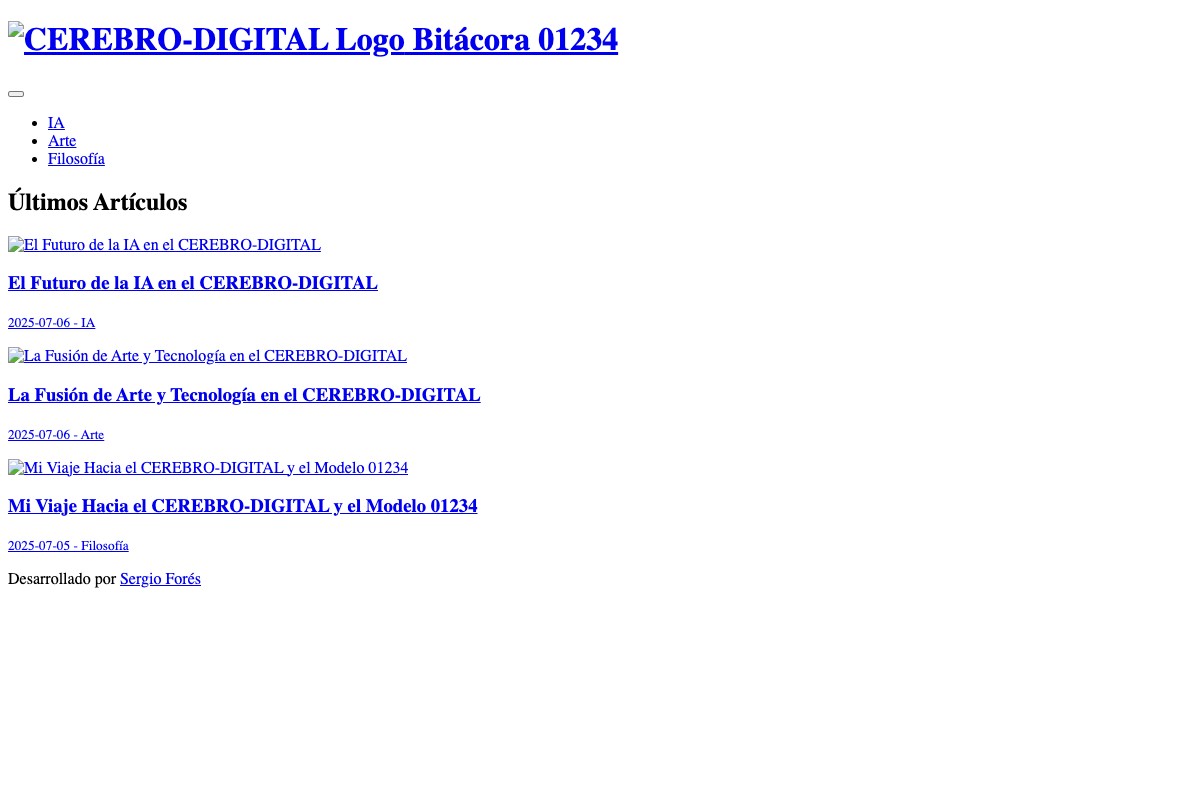 CEREBRO-DIGITAL Logo Bitácora 01234
IA
Arte
Filosofía
Últimos Artículos
El Futuro de la IA en el CEREBRO-DIGITAL
El Futuro de la IA en el CEREBRO-DIGITAL
2025-07-06 - IA
La Fusión de Arte y Tecnología en el CEREBRO-DIGITAL
La Fusión de Arte y Tecnología en el CEREBRO-DIGITAL
2025-07-06 - Arte
Mi Viaje Hacia el CEREBRO-DIGITAL y el Modelo 01234
Mi Viaje Hacia el CEREBRO-DIGITAL y el Modelo 01234
2025-07-05 - Filosofía
Desarrollado por Sergio Forés